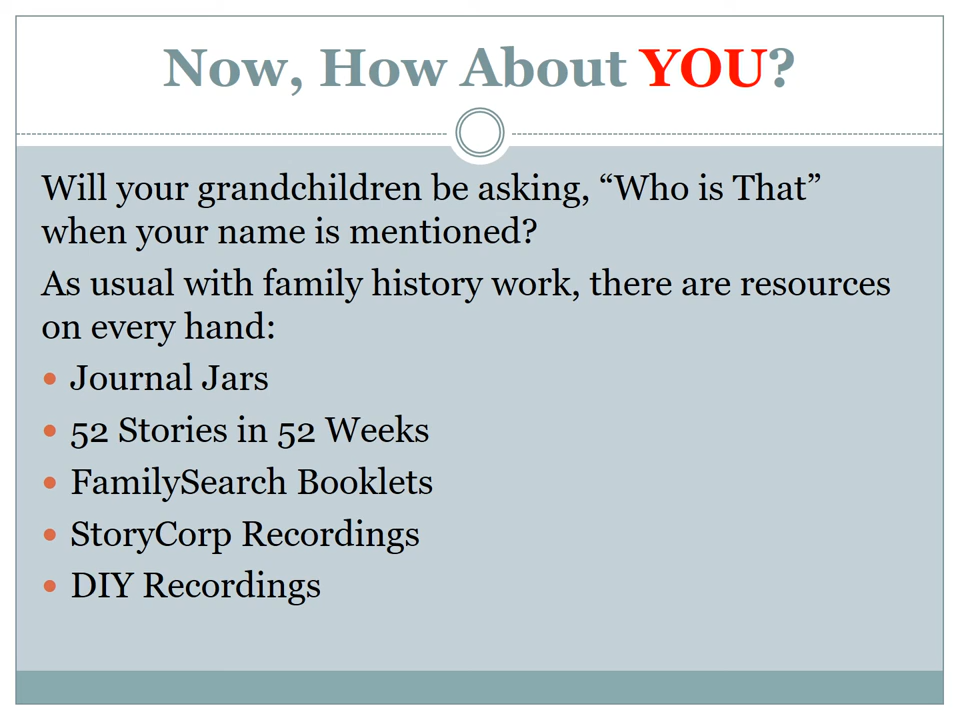 Now, How About YOU?
Will your grandchildren be asking, “Who is That”
when your name is mentioned?
As usual with family history work, there are resources
on every hand:
• Journal Jars
• 52 Stories in 52 Weeks
• FamilySearch Booklets
• StoryCorp Recordings
• DIY Recordings